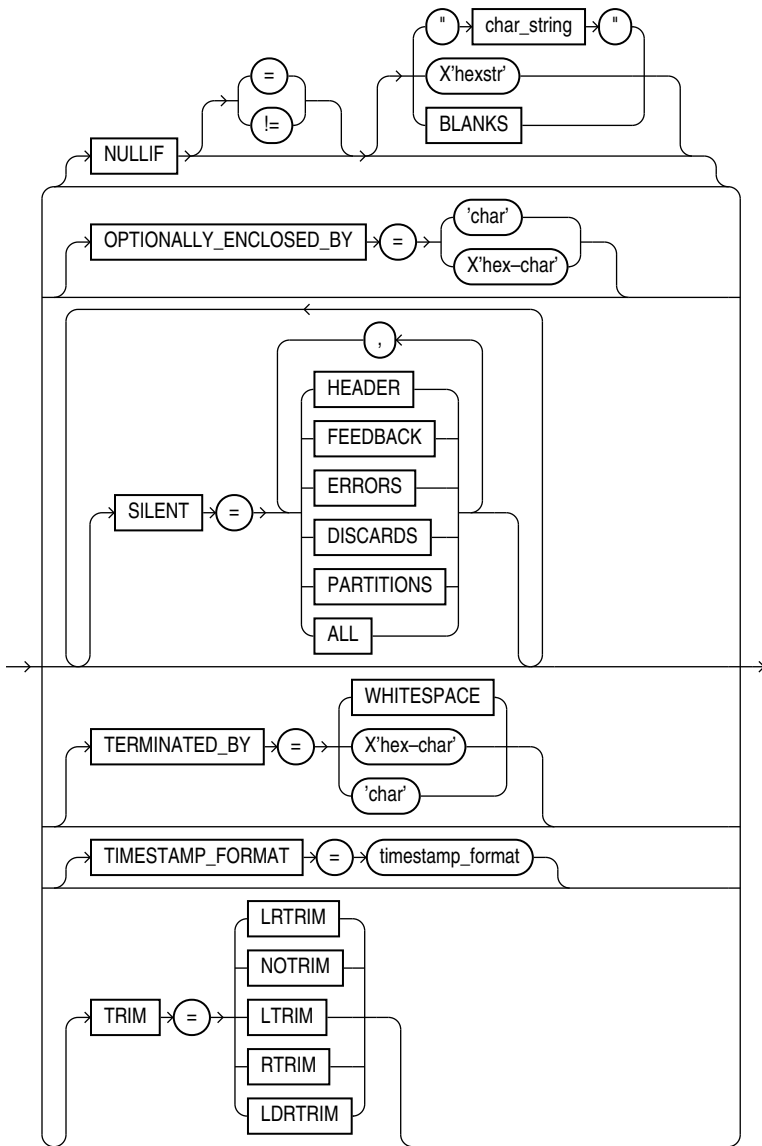 " char_string "
=
X'hexstr'
!=
BLANKS
NULLIF
'char'
OPTIONALLY_ENCLOSED_BY =
X'hex–char'
,
HEADER
FEEDBACK
ERRORS
SILENT =
DISCARDS
PARTITIONS
ALL
WHITESPACE
TERMINATED_BY = X'hex–char'
'char'
TIMESTAMP_FORMAT = timestamp_format
LRTRIM
NOTRIM
TRIM = LTRIM
RTRIM
LDRTRIM